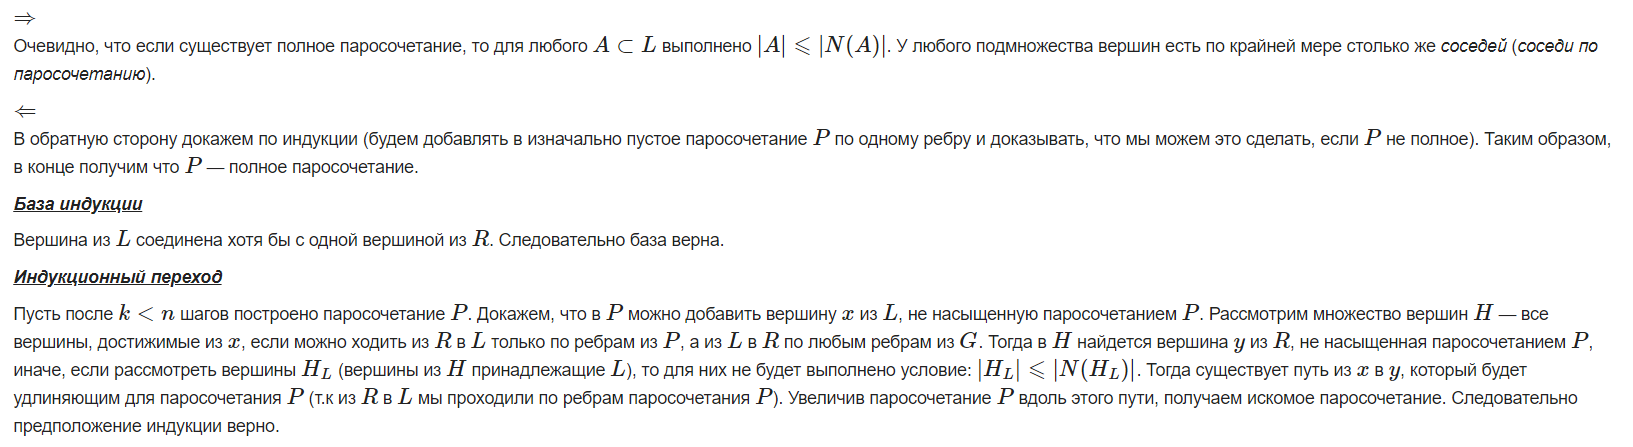 ⇒
Очевидно, что если существует полное паросочетание, то для любого A ⊂ L выполнено |A| ⩽ |N(A)|. У любого подмножества вершин есть по крайней мере столько же соседей (соседи по
паросочетанию).
⇐
В обратную сторону докажем по индукции (будем добавлять в изначально пустое паросочетание P по одному ребру и доказывать, что мы можем это сделать, если P не полное). Таким образом,
в конце получим что P — полное паросочетание.
База индукции
Вершина из L соединена хотя бы с одной вершиной из R. Следовательно база верна.
Индукционный переход
Пусть после k < n шагов построено паросочетание P. Докажем, что в P можно добавить вершину x из L, не насыщенную паросочетанием P. Рассмотрим множество вершин H — все
вершины, достижимые из x, если можно ходить из R в L только по ребрам из P, а из L в R по любым ребрам из G. Тогда в H найдется вершина y из R, не насыщенная паросочетанием P,
иначе, если рассмотреть вершины H_L (вершины из H принадлежащие L), то для них не будет выполнено условие: |H_L| ⩽ |N(H_L)|. Тогда существует путь из x в y, который будет
удлиняющим для паросочетания P (т.к из R в L мы проходили по ребрам паросочетания P). Увеличив паросочетание P вдоль этого пути, получаем искомое паросочетание. Следовательно
предположение индукции верно.